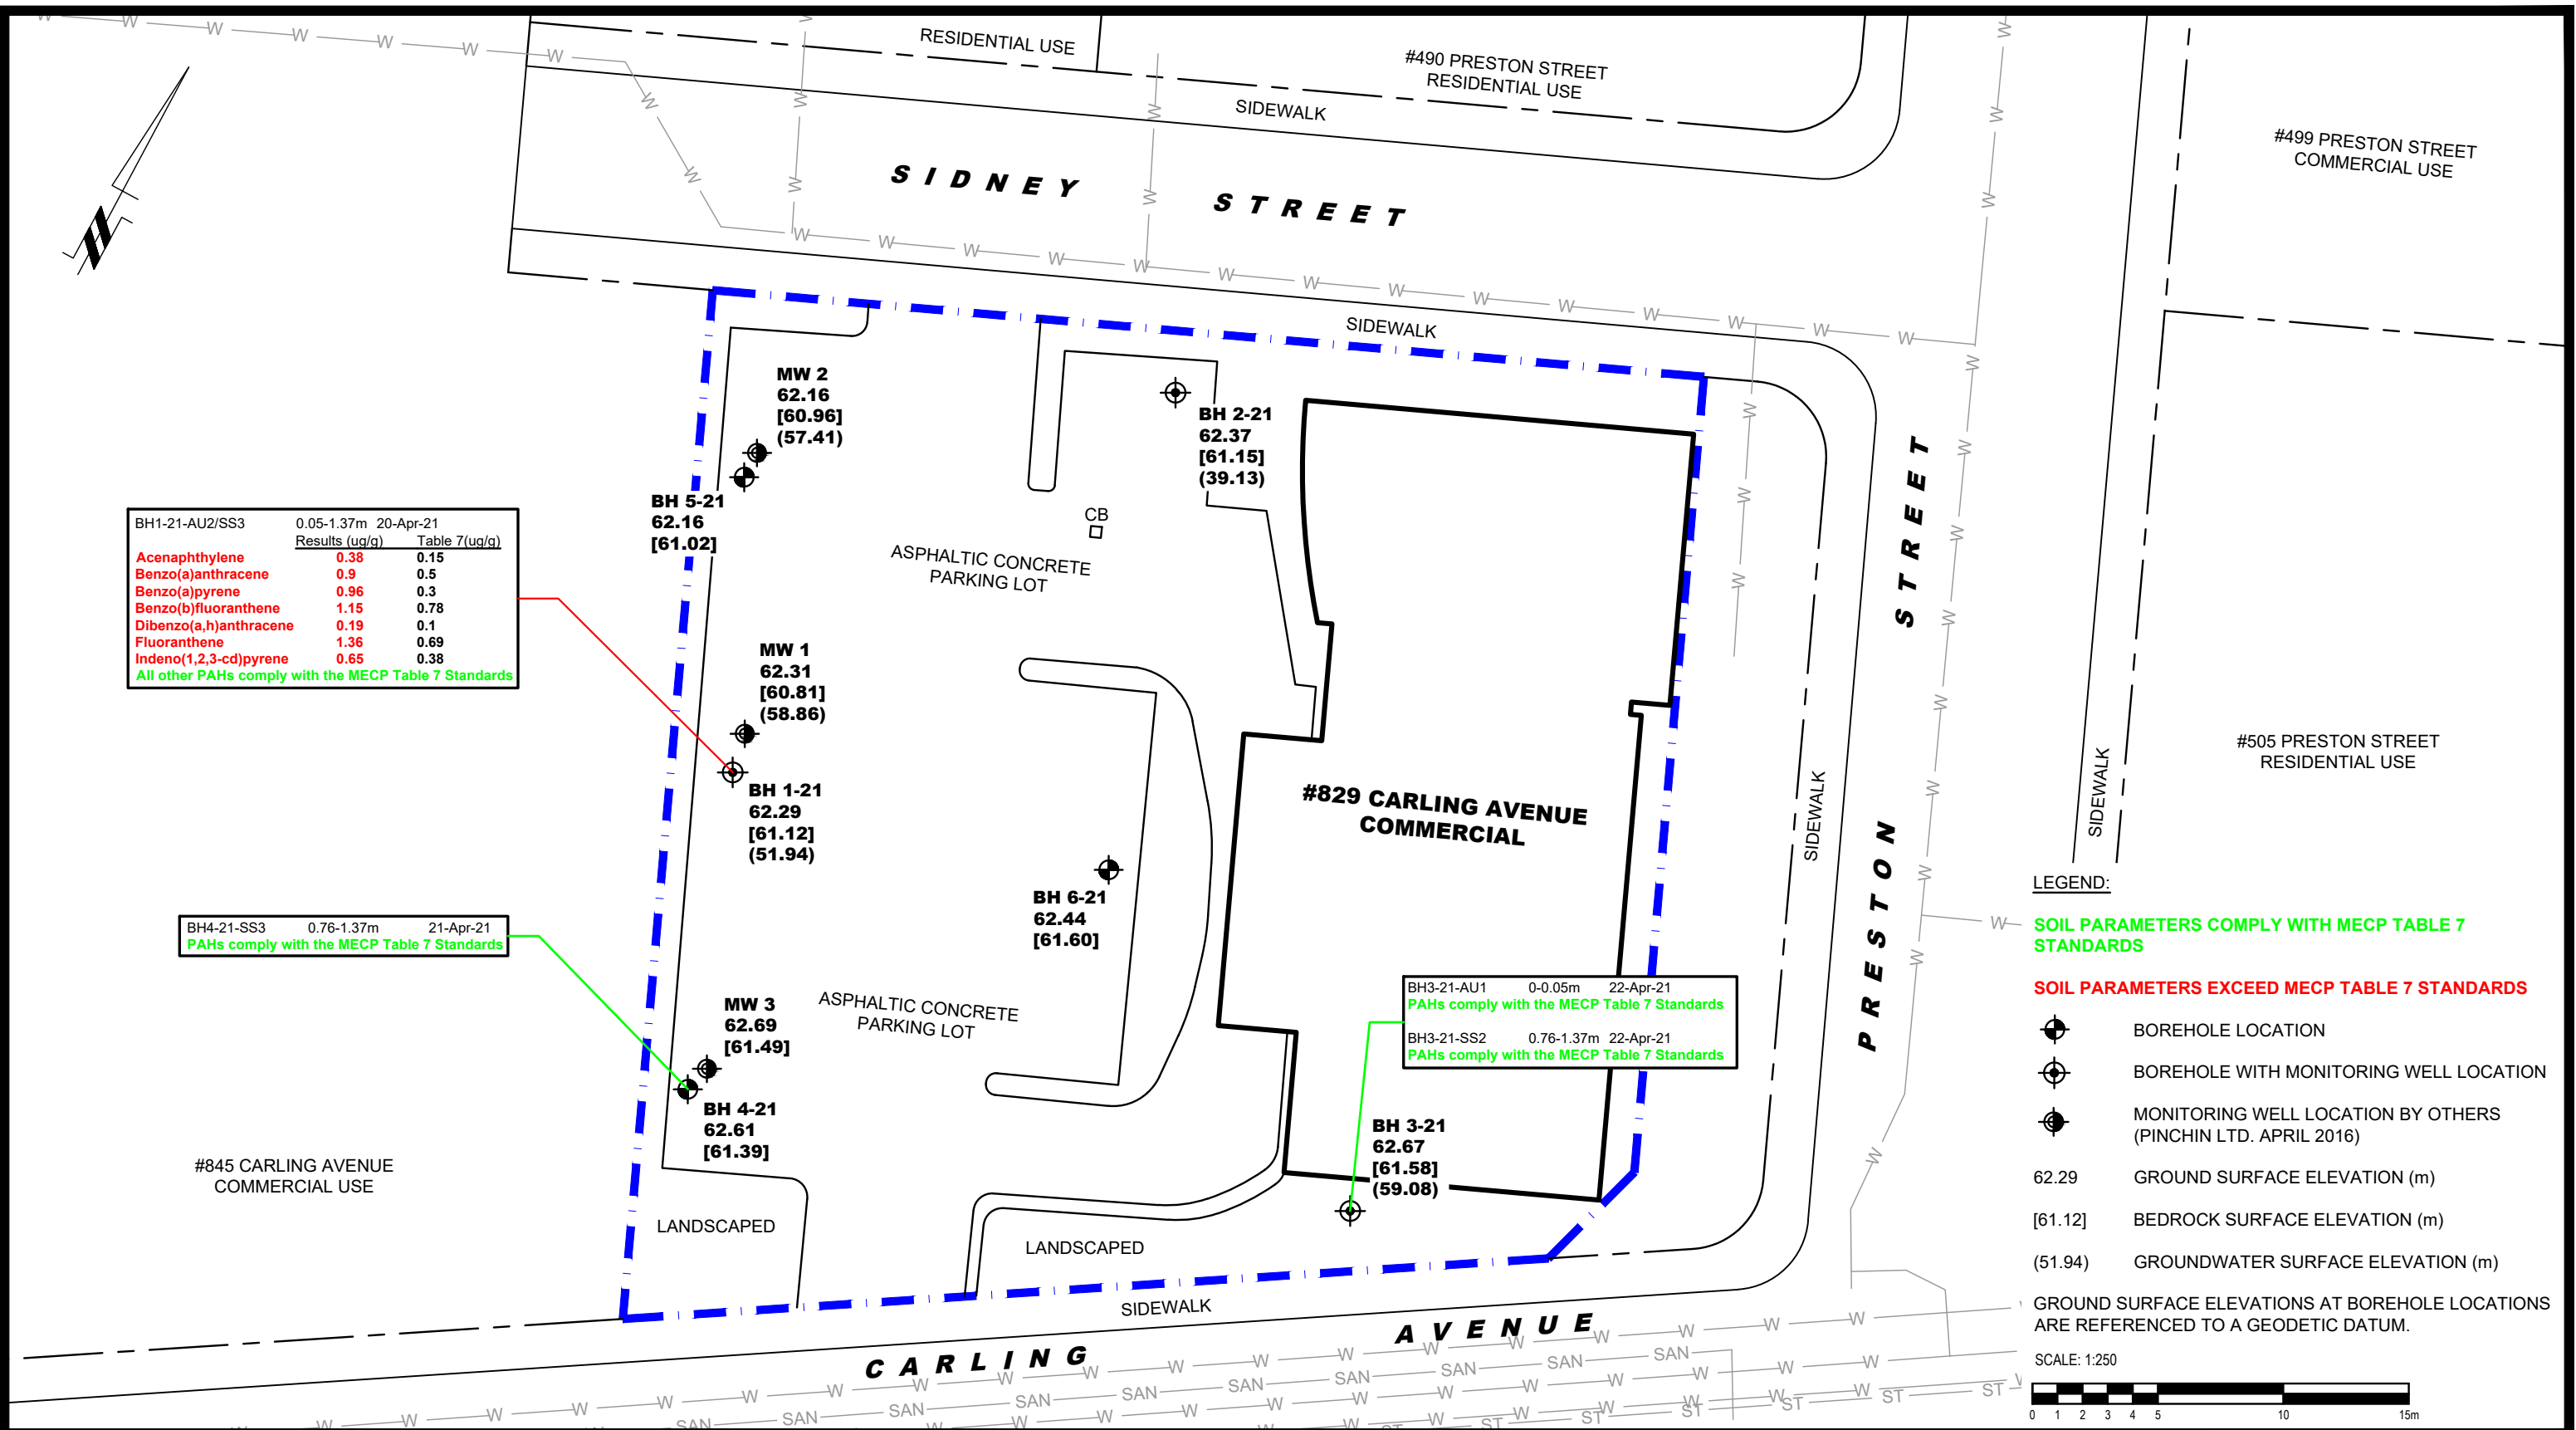 RESIDENTIAL USE
#490 PRESTON STREET
RESIDENTIAL USE
SIDEWALK
#499 PRESTON STREET
COMMERCIAL USE
SIDNEY STREET
SIDEWALK
MW 2
62.16
[60.96]
(57.41)
BH 2-21
62.37
[61.15]
(39.13)
BH 5-21
62.16
[61.02]
CB
ASPHALTIC CONCRETE
PARKING LOT
BH1-21-AU2/SS3 0.05-1.37m 20-Apr-21
Results (ug/g) Table 7(ug/g)
Acenaphthylene 0.38 0.15
Benzo(a)anthracene 0.9 0.5
Benzo(a)pyrene 0.96 0.3
Benzo(b)fluoranthene 1.15 0.78
Dibenzo(a,h)anthracene 0.19 0.1
Fluoranthene 1.36 0.69
Indeno(1,2,3-cd)pyrene 0.65 0.38
All other PAHs comply with the MECP Table 7 Standards
MW 1
62.31
[60.81]
(58.86)
BH 1-21
62.29
[61.12]
(51.94)
#829 CARLING AVENUE
COMMERCIAL
SIDEWALK
PRESTON STREET
SIDEWALK
#505 PRESTON STREET
RESIDENTIAL USE
BH 6-21
62.44
[61.60]
BH4-21-SS3 0.76-1.37m 21-Apr-21
PAHs comply with the MECP Table 7 Standards
MW 3
62.69
[61.49]
ASPHALTIC CONCRETE
PARKING LOT
BH 4-21
62.61
[61.39]
BH3-21-AU1 0-0.05m 22-Apr-21
PAHs comply with the MECP Table 7 Standards
BH3-21-SS2 0.76-1.37m 22-Apr-21
PAHs comply with the MECP Table 7 Standards
BH 3-21
62.67
[61.58]
(59.08)
#845 CARLING AVENUE
COMMERCIAL USE
LANDSCAPED
LANDSCAPED
SIDEWALK
CARLING AVENUE
LEGEND:
SOIL PARAMETERS COMPLY WITH MECP TABLE 7
STANDARDS
SOIL PARAMETERS EXCEED MECP TABLE 7 STANDARDS
BOREHOLE LOCATION
BOREHOLE WITH MONITORING WELL LOCATION
MONITORING WELL LOCATION BY OTHERS
(PINCHIN LTD. APRIL 2016)
62.29 GROUND SURFACE ELEVATION (m)
[61.12] BEDROCK SURFACE ELEVATION (m)
(51.94) GROUNDWATER SURFACE ELEVATION (m)
GROUND SURFACE ELEVATIONS AT BOREHOLE LOCATIONS
ARE REFERENCED TO A GEODETIC DATUM.
SCALE: 1:250
0 1 2 3 4 5 10 15m